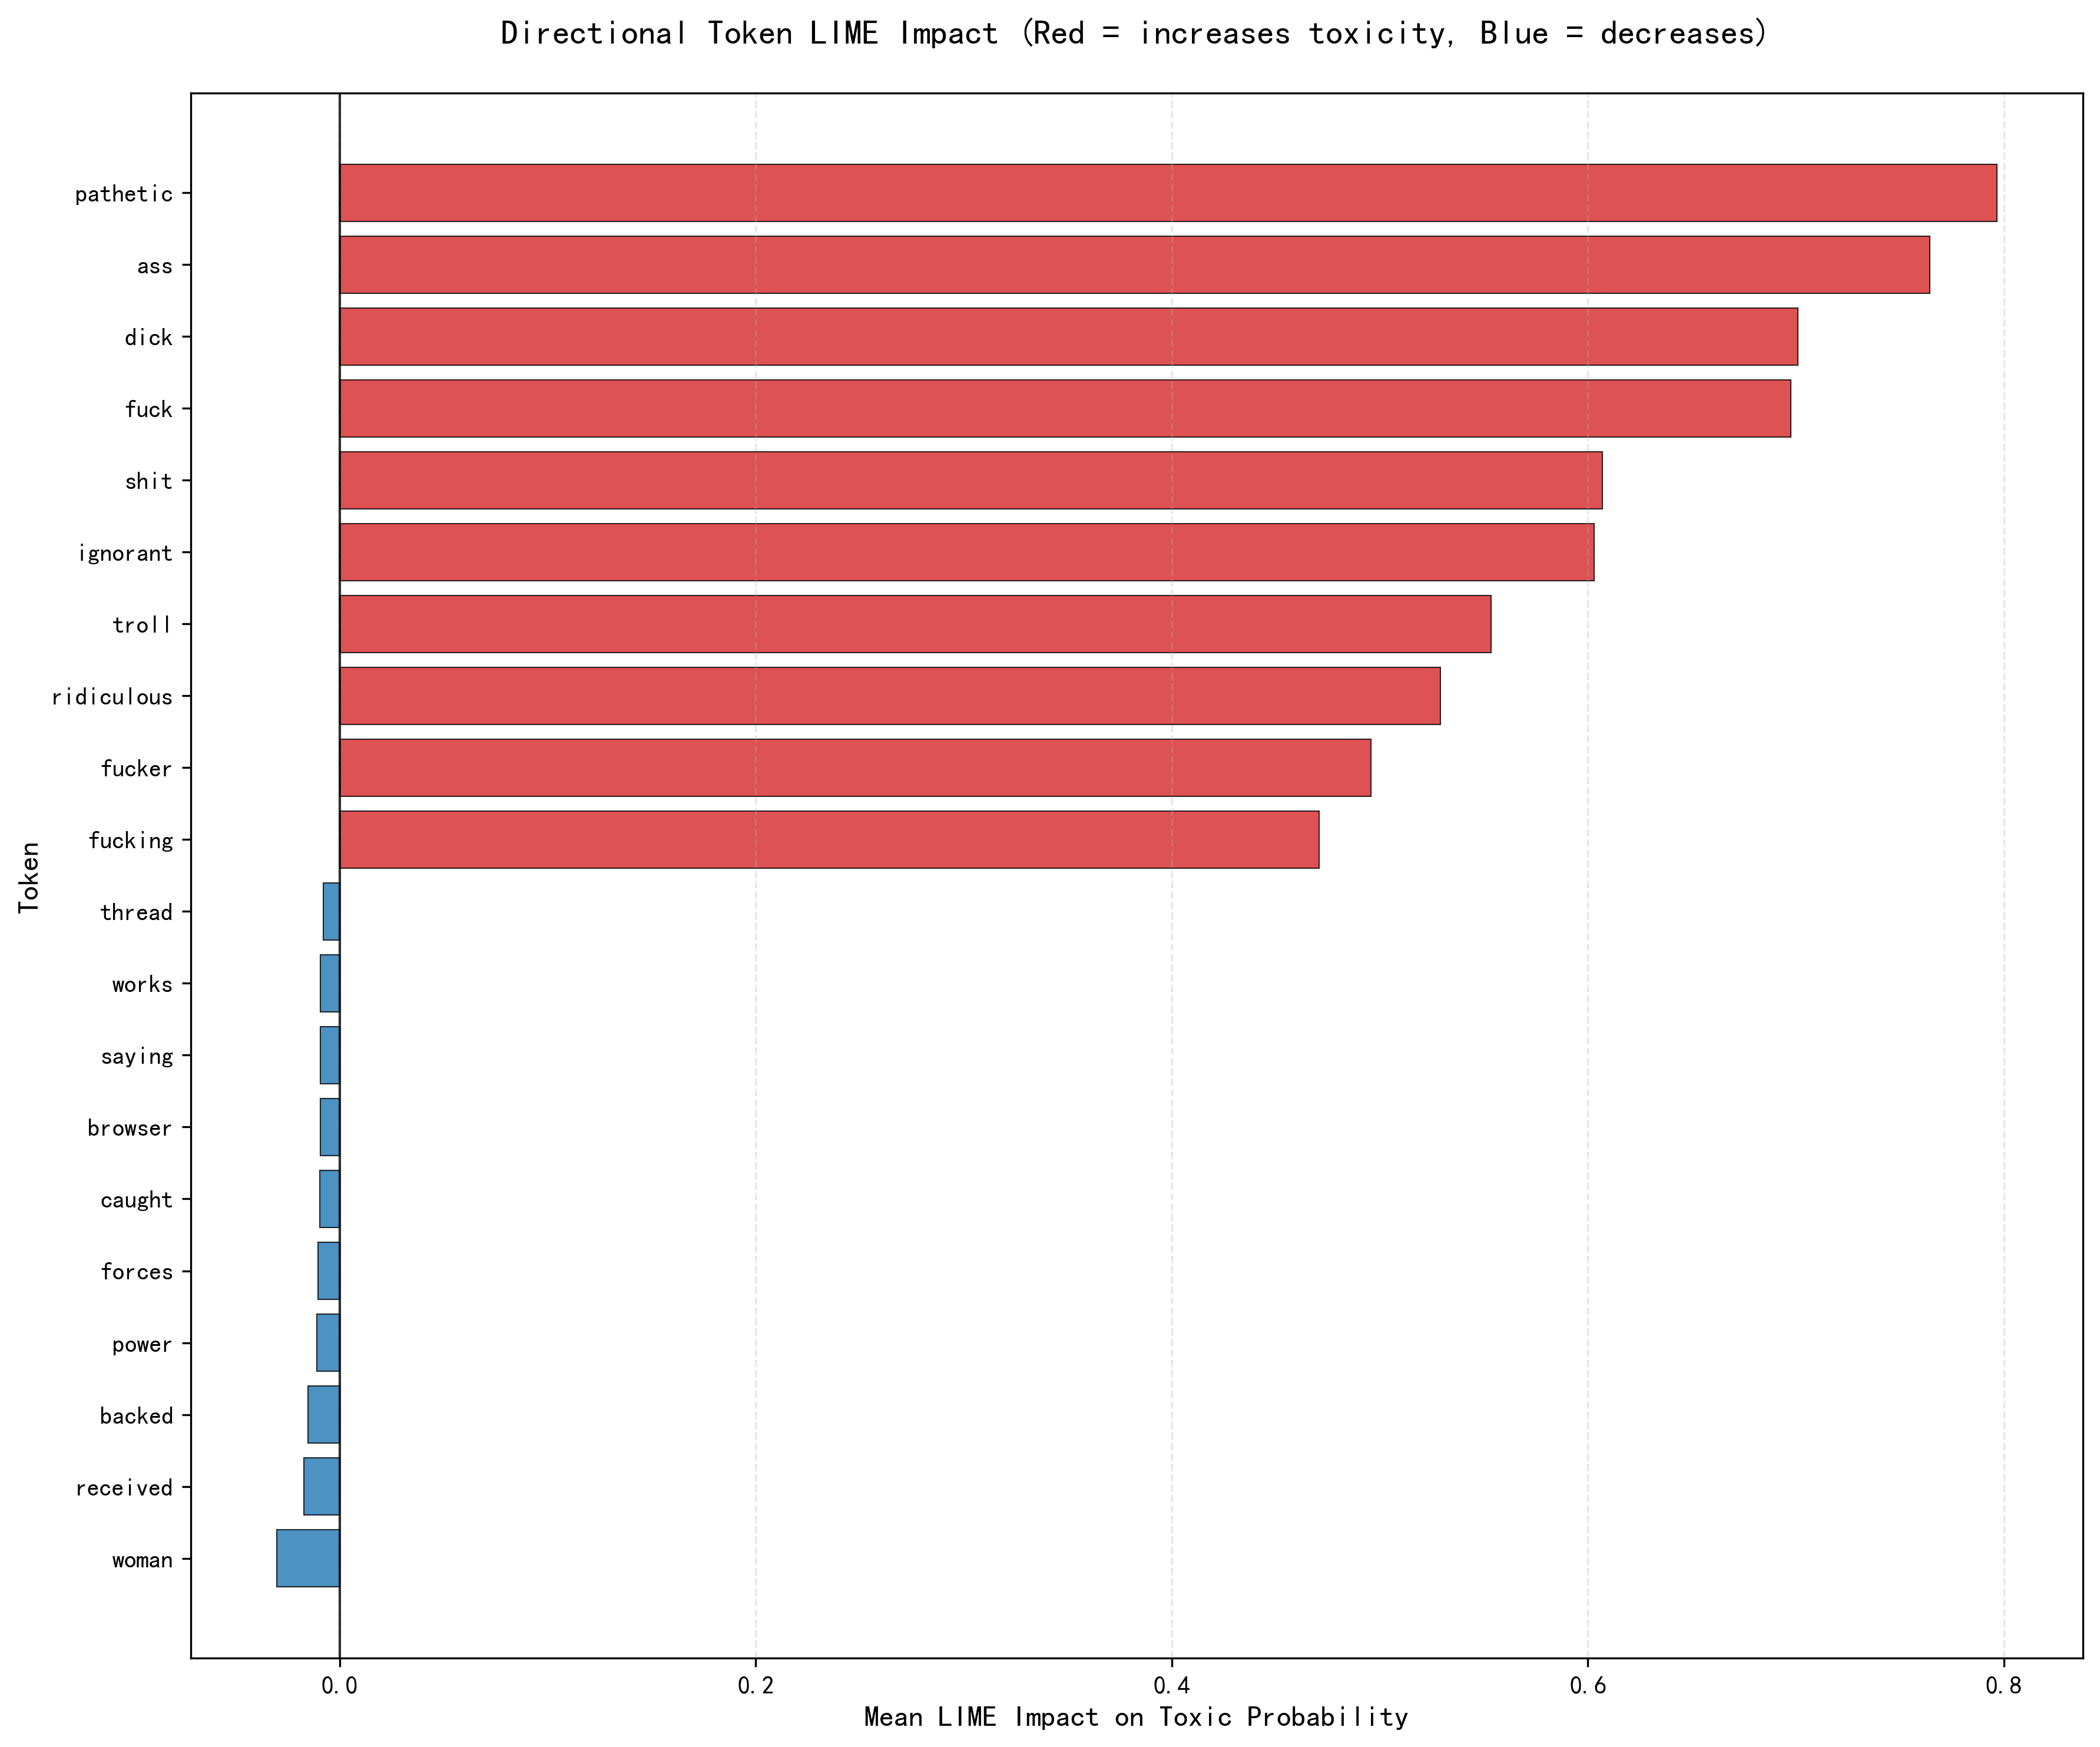 Directional Token LIME Impact (Red = increases toxicity, Blue = decreases)
pathetic
ass
dick
fuck
shit
ignorant
troll
ridiculous
fucker
fucking
thread
works
saying
browser
caught
forces
power
backed
received
woman
Token
0.0 0.2 0.4 0.6 0.8
Mean LIME Impact on Toxic Probability